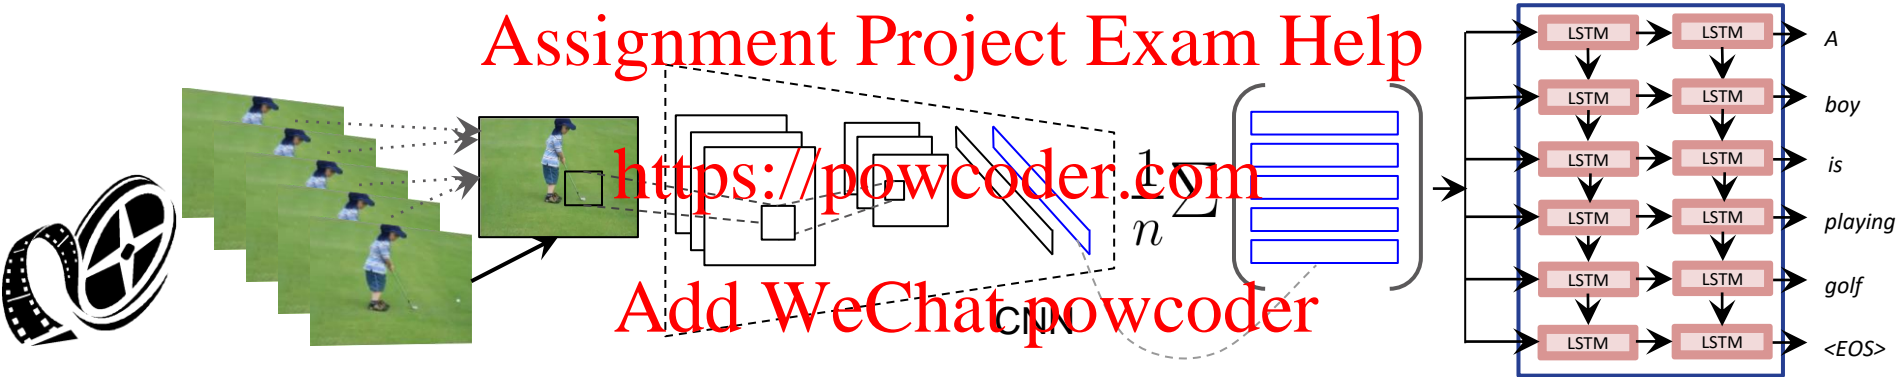 Assignment Project Exam Help
https://powcoder.com
Add WeChat powcoder
CNN
1
n
Σ
LSTM LSTM A
LSTM LSTM boy
LSTM LSTM is
LSTM LSTM playing
LSTM LSTM golf
LSTM LSTM <EOS>